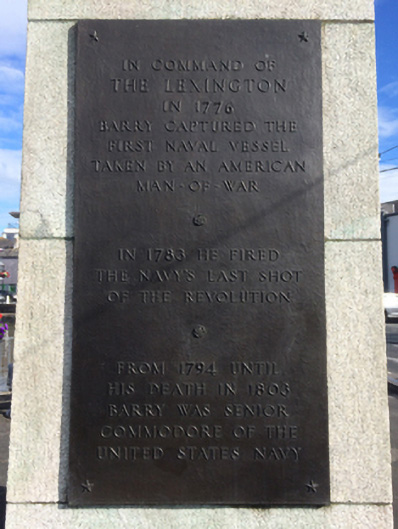 IN COMMAND OF
THE LEXINGTON
IN 1776
BARRY CAPTURED THE
FIRST NAVAL VESSEL
TAKEN BY AN AMERICAN
MAN-OF-WAR
IN 1783 HE FIRED
THE NAVY'S LAST SHOT
OF THE REVOLUTION
FROM 1794 UNTIL
HIS DEATH IN 1803
BARRY WAS SENIOR
COMMODORE OF THE
UNITED STATES NAVY